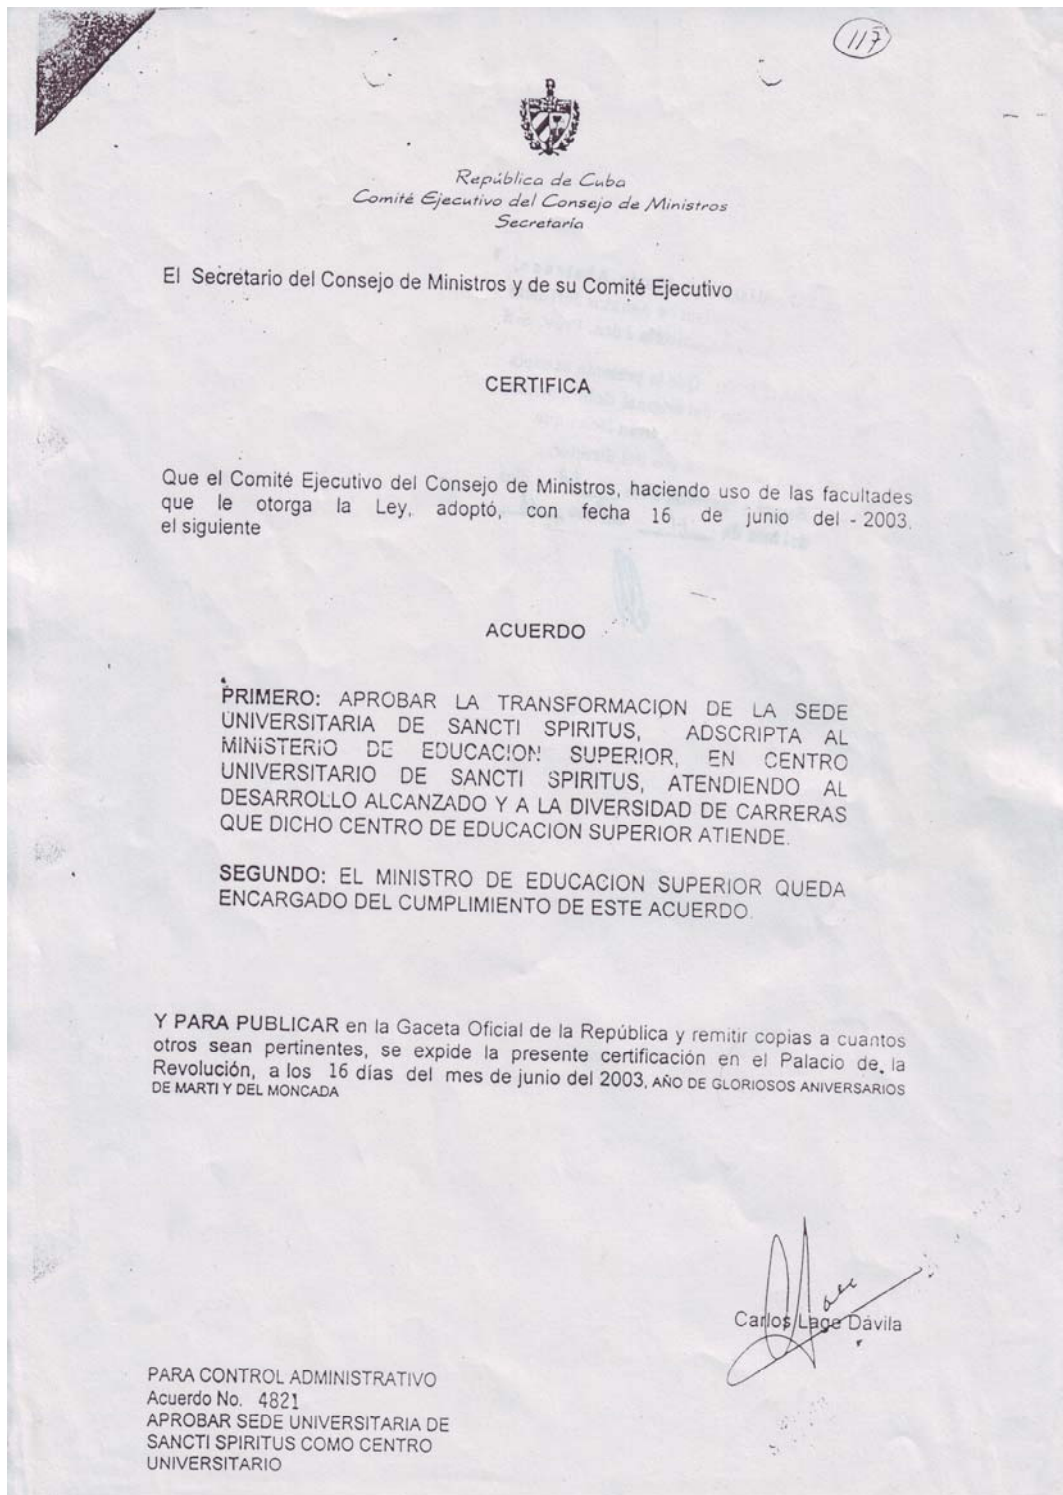 117
República de Cuba
Comité Ejecutivo del Consejo de Ministros
Secretaría
El Secretario del Consejo de Ministros y de su Comité Ejecutivo
CERTIFICA
Que el Comité Ejecutivo del Consejo de Ministros, haciendo uso de las facultades
que le otorga la Ley, adoptó, con fecha 16 de junio del - 2003,
el siguiente
ACUERDO
PRIMERO: APROBAR LA TRANSFORMACION DE LA SEDE
UNIVERSITARIA DE SANCTI SPIRITUS, ADSCRIPTA AL
MINISTERIO DE EDUCACION SUPERIOR, EN CENTRO
UNIVERSITARIO DE SANCTI SPIRITUS, ATENDIENDO AL
DESARROLLO ALCANZADO Y A LA DIVERSIDAD DE CARRERAS
QUE DICHO CENTRO DE EDUCACION SUPERIOR ATIENDE.
SEGUNDO: EL MINISTRO DE EDUCACION SUPERIOR QUEDA
ENCARGADO DEL CUMPLIMIENTO DE ESTE ACUERDO.
Y PARA PUBLICAR en la Gaceta Oficial de la República y remitir copias a cuantos
otros sean pertinentes, se expide la presente certificación en el Palacio de la
Revolución, a los 16 días del mes de junio del 2003, AÑO DE GLORIOSOS ANIVERSARIOS
DE MARTI Y DEL MONCADA
Carlos Lage Dávila
PARA CONTROL ADMINISTRATIVO
Acuerdo No. 4821
APROBAR SEDE UNIVERSITARIA DE
SANCTI SPIRITUS COMO CENTRO
UNIVERSITARIO